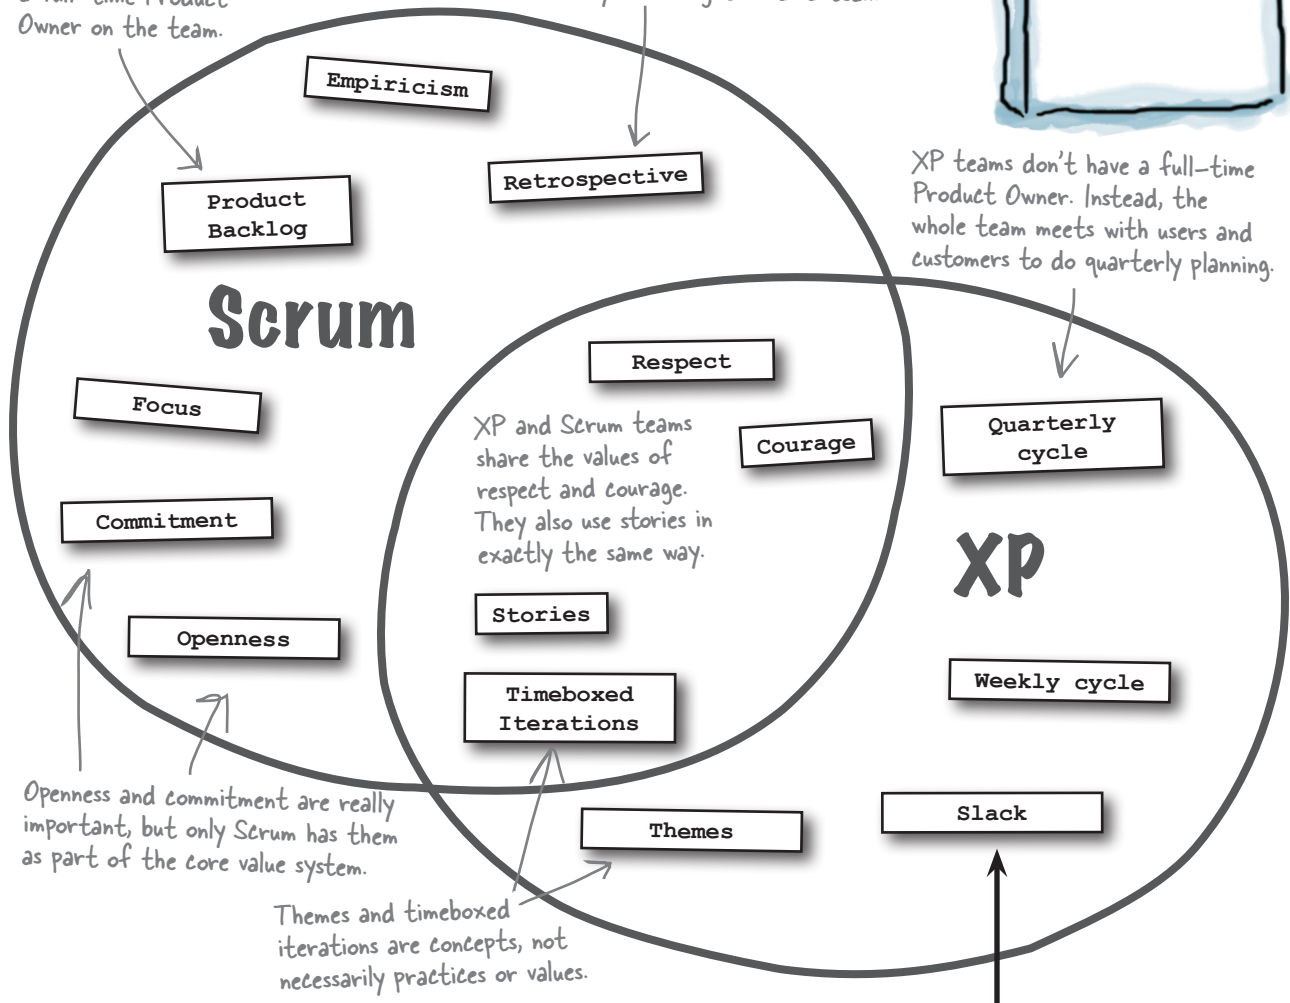 Owner on the team.
Empiricism
Retrospective
Product
Backlog
XP teams don't have a full-time
Product Owner. Instead, the
whole team meets with users and
customers to do quarterly planning.
Scrum
Respect
Focus
XP and Scrum teams
share the values of
respect and courage.
They also use stories in
exactly the same way.
Courage
Quarterly
cycle
Commitment
XP
Stories
Openness
Timeboxed
Iterations
Weekly cycle
Openness and commitment are really
important, but only Scrum has them
as part of the core value system.
Themes
Slack
Themes and timeboxed
iterations are concepts, not
necessarily practices or values.